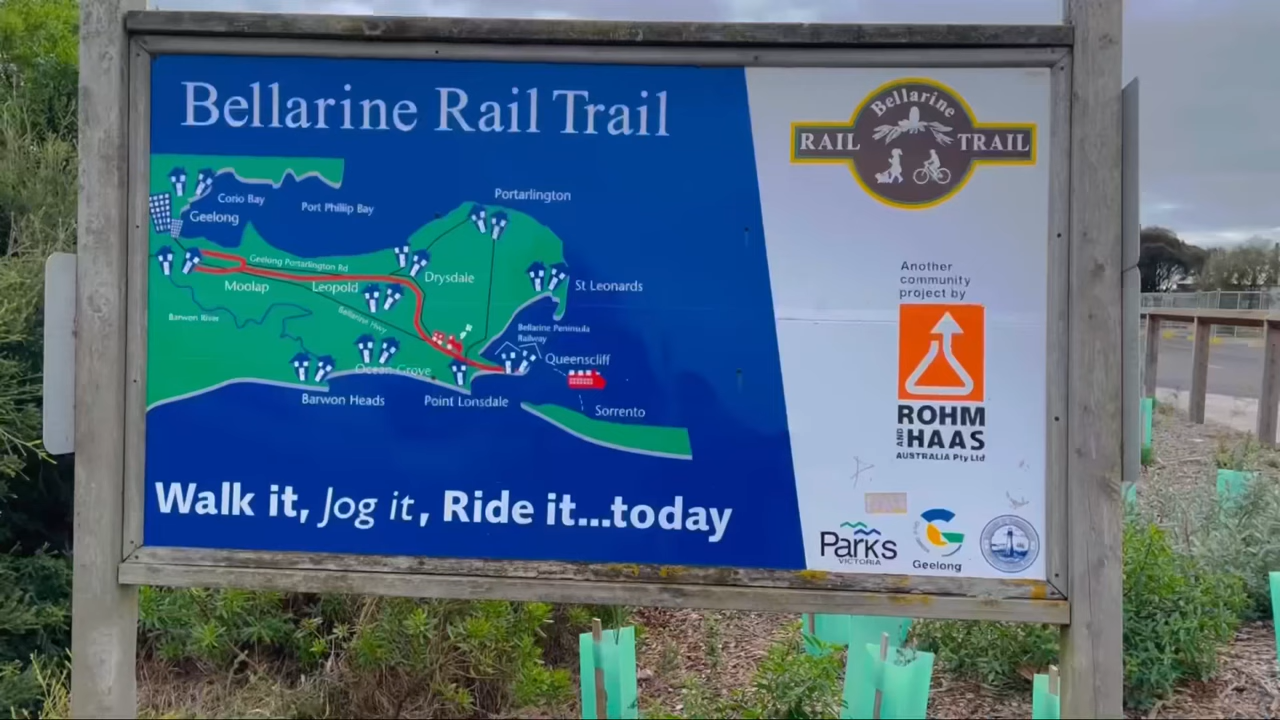 Bellarine Rail Trail
Corio Bay
Port Phillip Bay
Geelong
Portarlington
Geelong Portarlington Rd
Drysdale
Moolap
Leopold
St Leonards
Barwon River
Bellarine Hwy
Bellarine Peninsula
Railway
Queenscliff
Ocean Grove
Barwon Heads
Point Lonsdale
Sorrento
Walk it, Jog it, Ride it...today
Bellarine
RAIL TRAIL
Another
community
project by
ROHM
AND HAAS
AUSTRALIA Pty Ltd
Parks
VICTORIA
Geelong